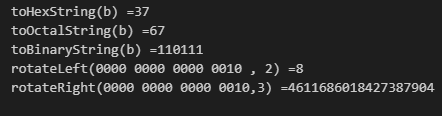 toHexString(b) =37
toOctalString(b) =67
toBinaryString(b) =110111
rotateLeft(0000 0000 0000 0010 , 2) =8
rotateRight(0000 0000 0000 0010,3) =4611686018427387904